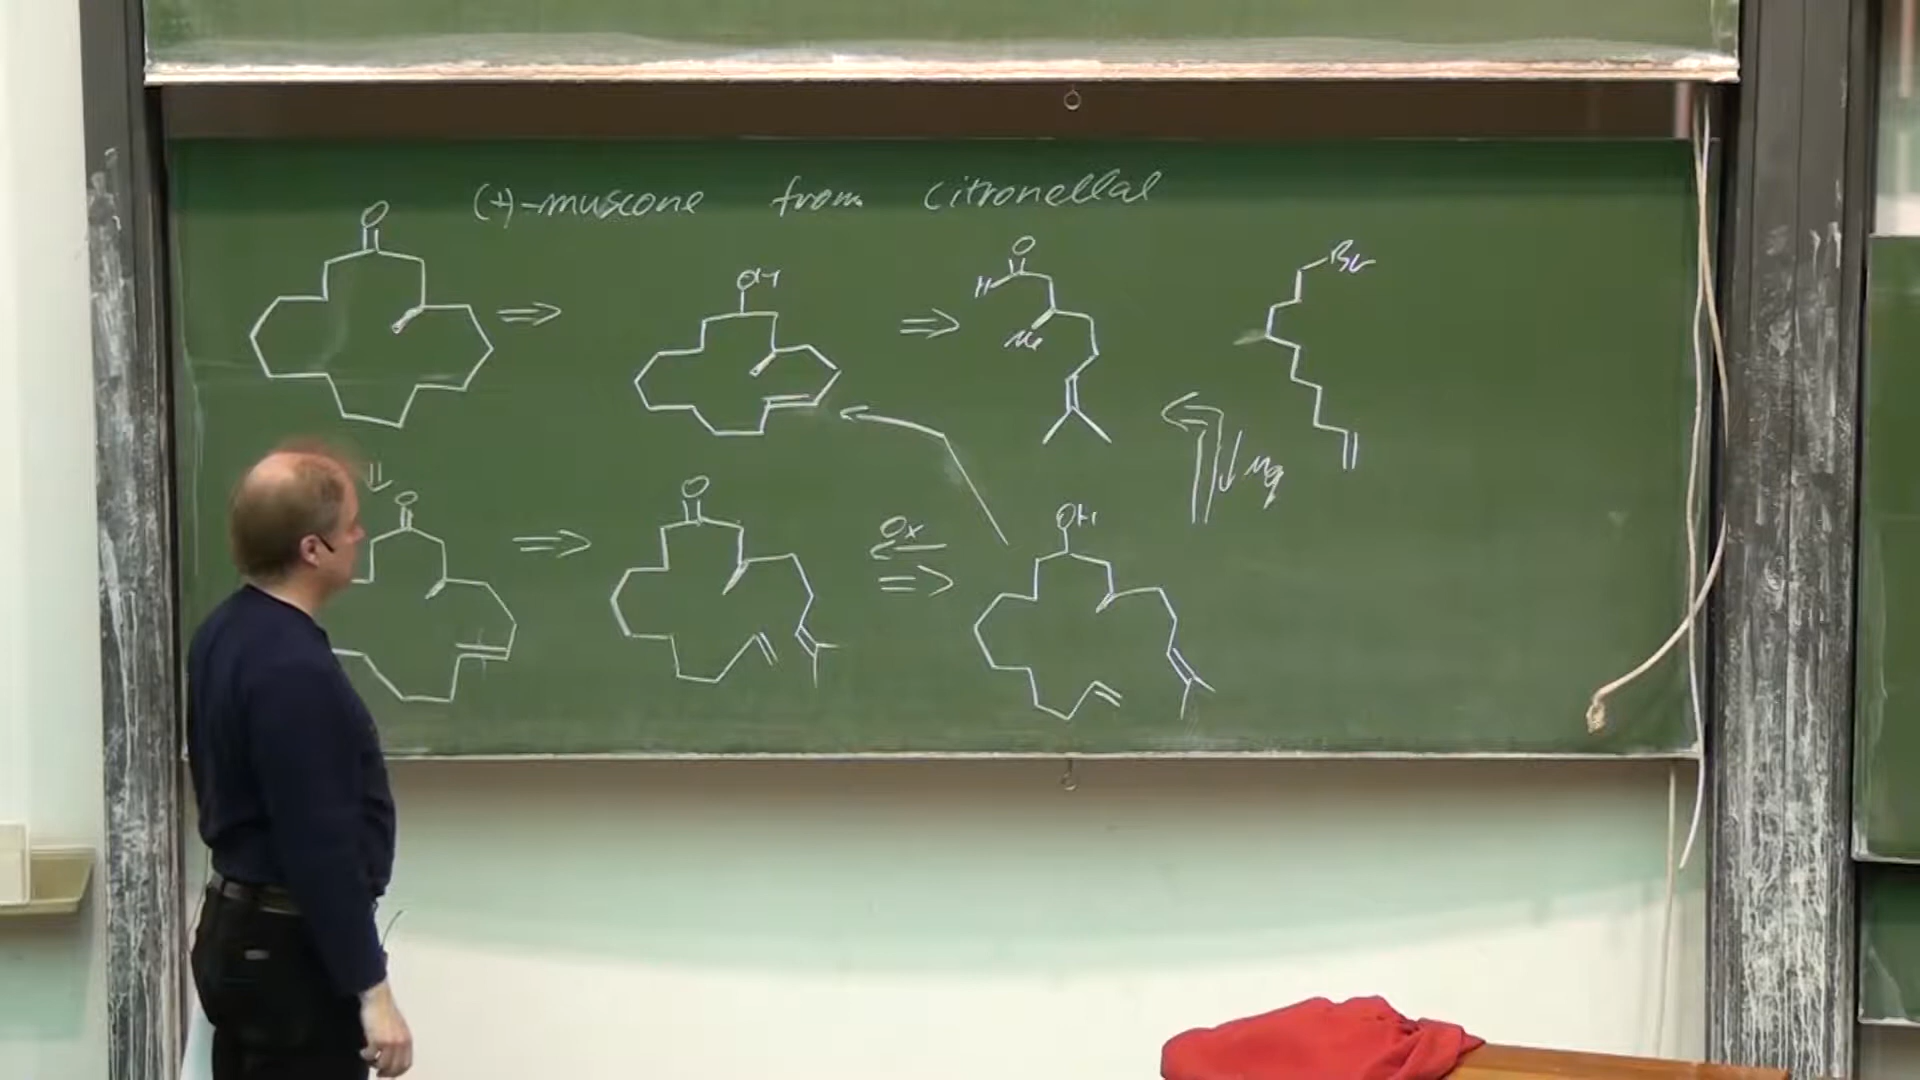 (+)-muscone from citronellal
O
OH
O
H
Me
Br
Mg
O
O
Ox
OH